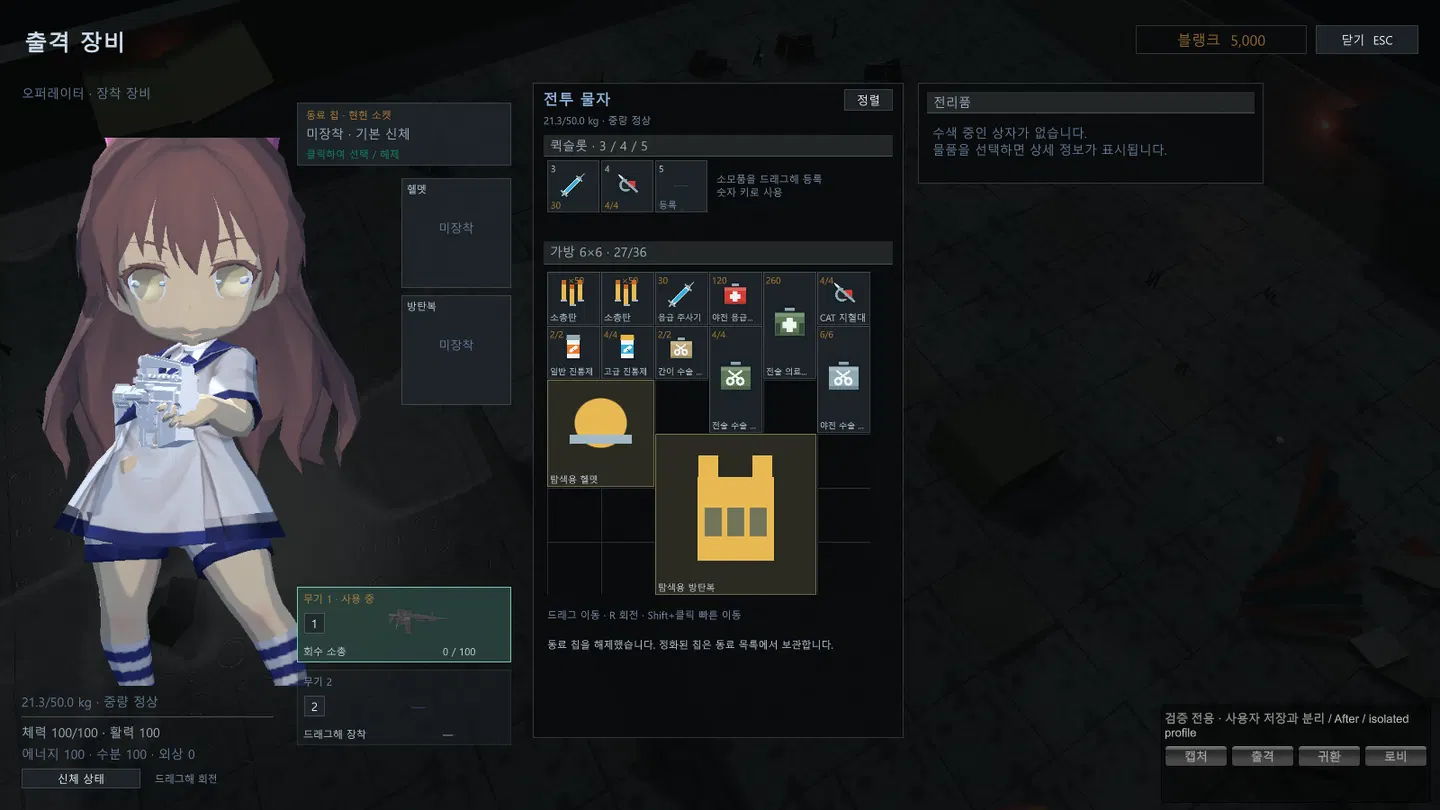 출격 장비
블랭크 5,000
닫기 ESC
오퍼레이터 · 장착 장비
동료 칩 · 현현 소켓
미장착 · 기본 신체
클릭하여 선택 / 해제
헬멧
미장착
방탄복
미장착
무기 1 · 사용 중
1
회수 소총
0 / 100
무기 2
2
드래그해 장착
21.3/50.0 kg · 중량 정상
체력 100/100 · 활력 100
에너지 100 · 수분 100 · 외상 0
신체 상태
드래그해 회전
전투 물자
정렬
21.3/50.0 kg · 중량 정상
퀵슬롯 · 3 / 4 / 5
3
30
4
4/4
5
등록
소모품을 드래그해 등록
숫자 키로 사용
가방 6×6 · 27/36
×50
소총탄
×50
소총탄
30
응급 주사기
120
야전 응급...
260
전술 의료...
4/4
CAT 지혈대
2/2
일반 진통제
4/4
고급 진통제
2/2
간이 수술 ...
4/4
전술 수술 ...
6/6
야전 수술 ...
탐색용 헬멧
탐색용 방탄복
드래그 이동 · R 회전 · Shift+클릭 빠른 이동
동료 칩을 해제했습니다. 정화된 칩은 동료 목록에서 보관합니다.
전리품
수색 중인 상자가 없습니다.
물품을 선택하면 상세 정보가 표시됩니다.
검증 전용 · 사용자 저장과 분리 / After / isolated
profile
캡처
출격
귀환
로비